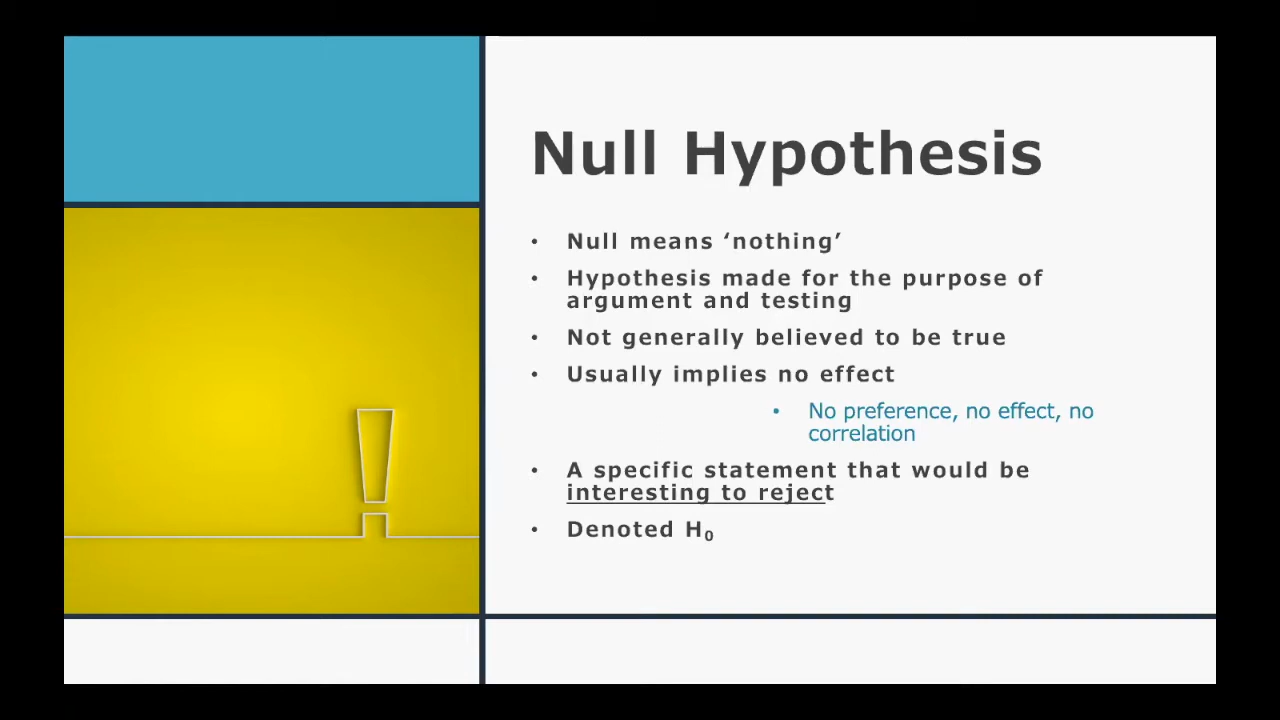 Null Hypothesis
• Null means ‘nothing’
• Hypothesis made for the purpose of
argument and testing
• Not generally believed to be true
• Usually implies no effect
• No preference, no effect, no
correlation
• A specific statement that would be
interesting to reject
• Denoted H₀